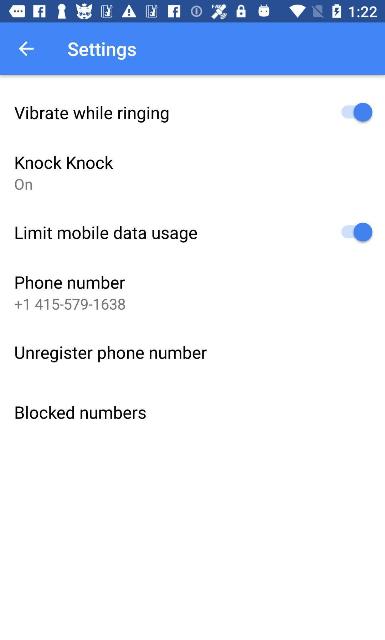 1:22
Settings
Vibrate while ringing
Knock Knock
On
Limit mobile data usage
Phone number
+1 415-579-1638
Unregister phone number
Blocked numbers